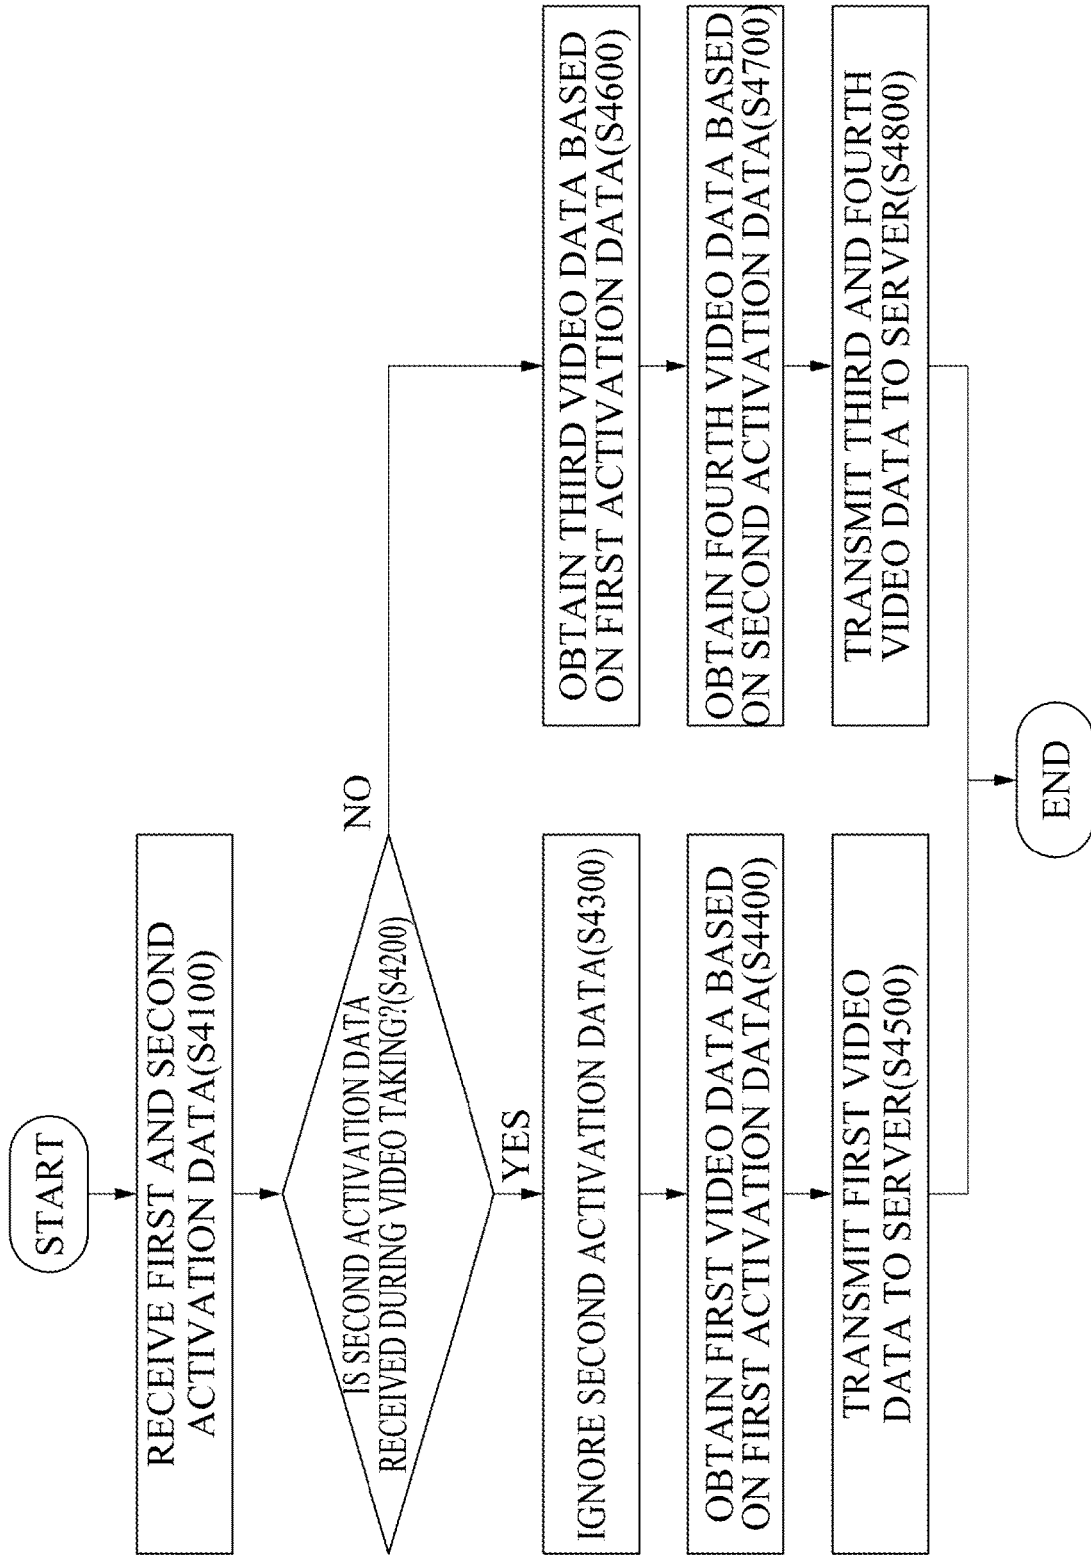 START
RECEIVE FIRST AND SECOND
ACTIVATION DATA(S4100)
IS SECOND ACTIVATION DATA
RECEIVED DURING VIDEO TAKING?(S4200)
YES
NO
IGNORE SECOND ACTIVATION DATA(S4300)
OBTAIN FIRST VIDEO DATA BASED
ON FIRST ACTIVATION DATA(S4400)
TRANSMIT FIRST VIDEO
DATA TO SERVER(S4500)
OBTAIN THIRD VIDEO DATA BASED
ON FIRST ACTIVATION DATA(S4600)
OBTAIN FOURTH VIDEO DATA BASED
ON SECOND ACTIVATION DATA(S4700)
TRANSMIT THIRD AND FOURTH
VIDEO DATA TO SERVER(S4800)
END